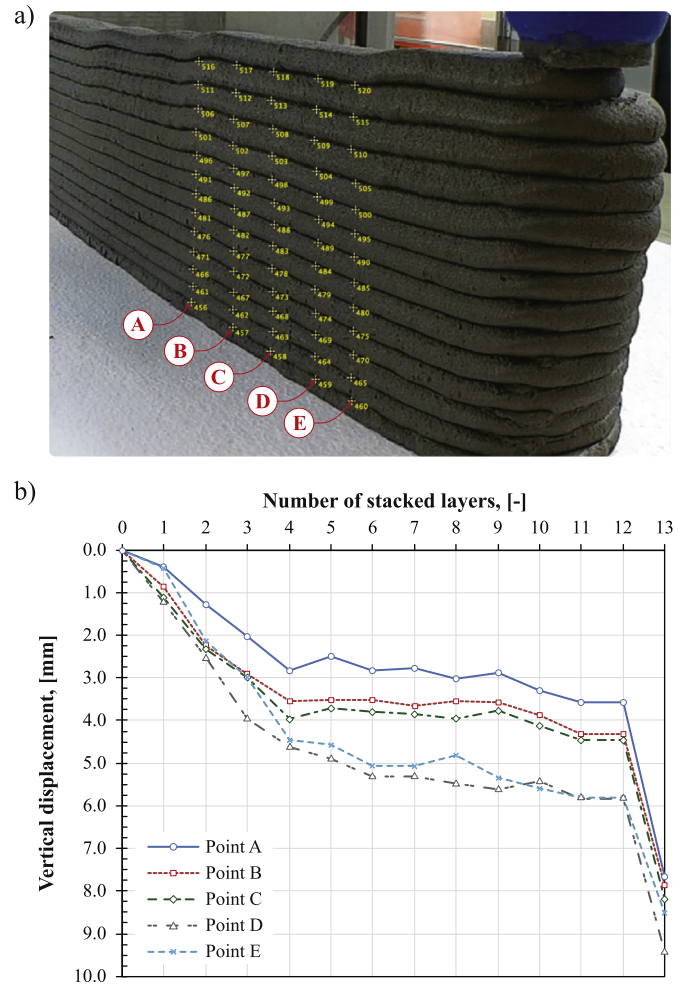 a)
516 517 518 519 520
511 512 513 514 515
506 507 508 509 510
501 502 503 504 505
496 497 498 499 500
491 492 493 494 495
486 487 488 489 490
481 482 483 484 485
476 477 478 479 480
471 472 473 474 475
466 467 468 469 470
461 462 463 464 465
456 457 458 459 460
A
B
C
D
E
b)
Number of stacked layers, [-]
0 1 2 3 4 5 6 7 8 9 10 11 12 13
Vertical displacement, [mm]
0.0
1.0
2.0
3.0
4.0
5.0
6.0
7.0
8.0
9.0
10.0
Point A
Point B
Point C
Point D
Point E